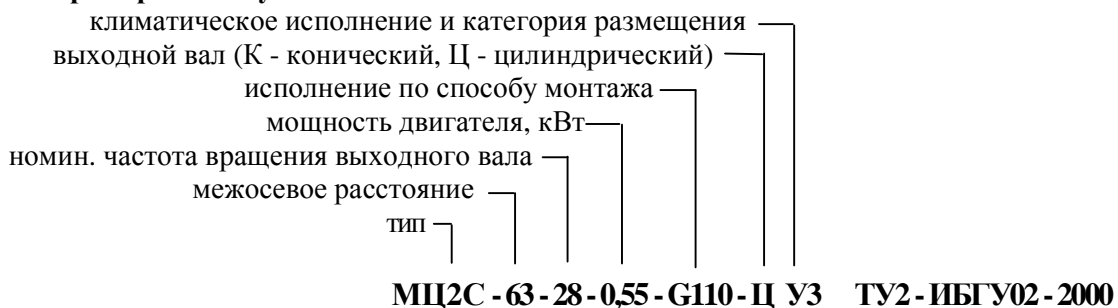 климатическое исполнение и категория размещения
выходной вал (К - конический, Ц - цилиндрический)
исполнение по способу монтажа
мощность двигателя, кВт
номин. частота вращения выходного вала
межосевое расстояние
тип
МЦ2С - 63 - 28 - 0,55 - G110 - Ц У3 ТУ2 - ИБГУ02 - 2000